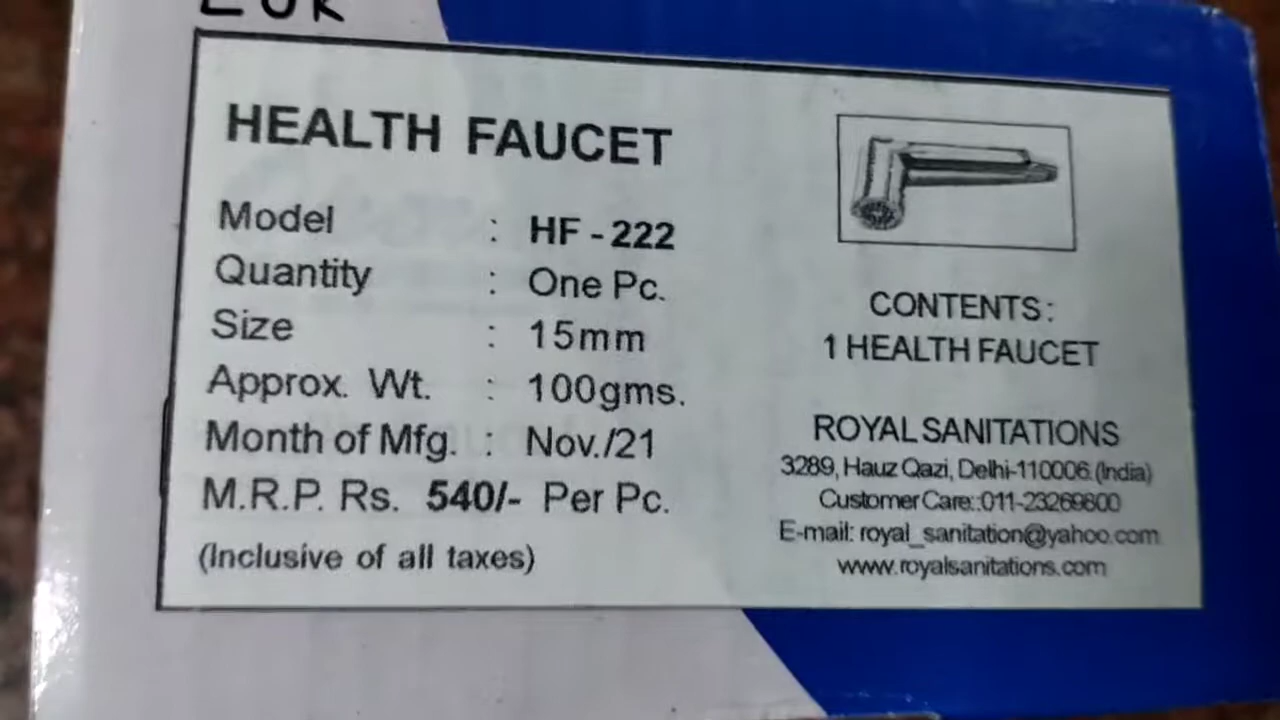 HEALTH FAUCET
Model : HF - 222
Quantity : One Pc.
Size : 15mm
Approx. Wt. : 100gms.
Month of Mfg. : Nov./21
M.R.P. Rs. 540/- Per Pc.
(Inclusive of all taxes)
CONTENTS :
1 HEALTH FAUCET
ROYAL SANITATIONS
3289, Hauz Qazi, Delhi-110006.(India)
Customer Care.:011-23269600
E-mail: royal_sanitation@yahoo.com
www.royalsanitations.com